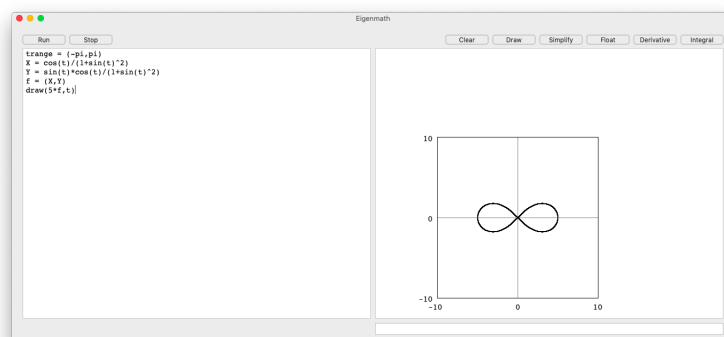 Eigenmath
Run Stop Clear Draw Simplify Float Derivative Integral
trange = (-pi,pi)
X = cos(t)/(1+sin(t)^2)
Y = sin(t)*cos(t)/(1+sin(t)^2)
f = (X,Y)
draw(5*f,t)
10
0
-10
-10 0 10